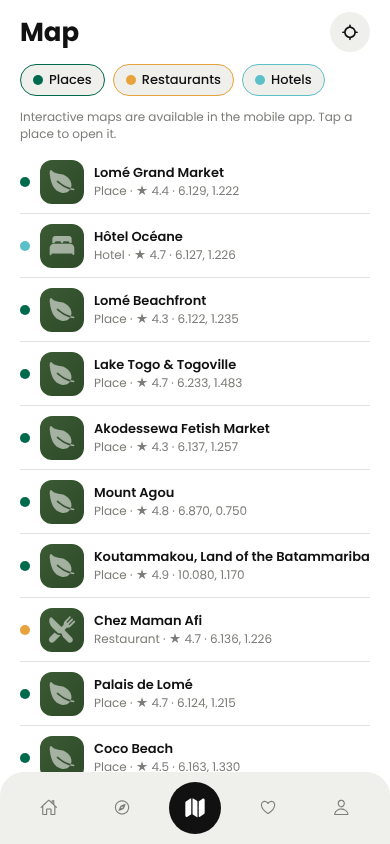 Map
Places
Restaurants
Hotels
Interactive maps are available in the mobile app. Tap a
place to open it.
Lomé Grand Market
Place · ★ 4.4 · 6.129, 1.222
Hôtel Océane
Hotel · ★ 4.7 · 6.127, 1.226
Lomé Beachfront
Place · ★ 4.3 · 6.122, 1.235
Lake Togo & Togoville
Place · ★ 4.7 · 6.233, 1.483
Akodessewa Fetish Market
Place · ★ 4.3 · 6.137, 1.257
Mount Agou
Place · ★ 4.8 · 6.870, 0.750
Koutammakou, Land of the Batammariba
Place · ★ 4.9 · 10.080, 1.170
Chez Maman Afi
Restaurant · ★ 4.7 · 6.136, 1.226
Palais de Lomé
Place · ★ 4.7 · 6.124, 1.215
Coco Beach
Place · ★ 4.5 · 6.163, 1.330